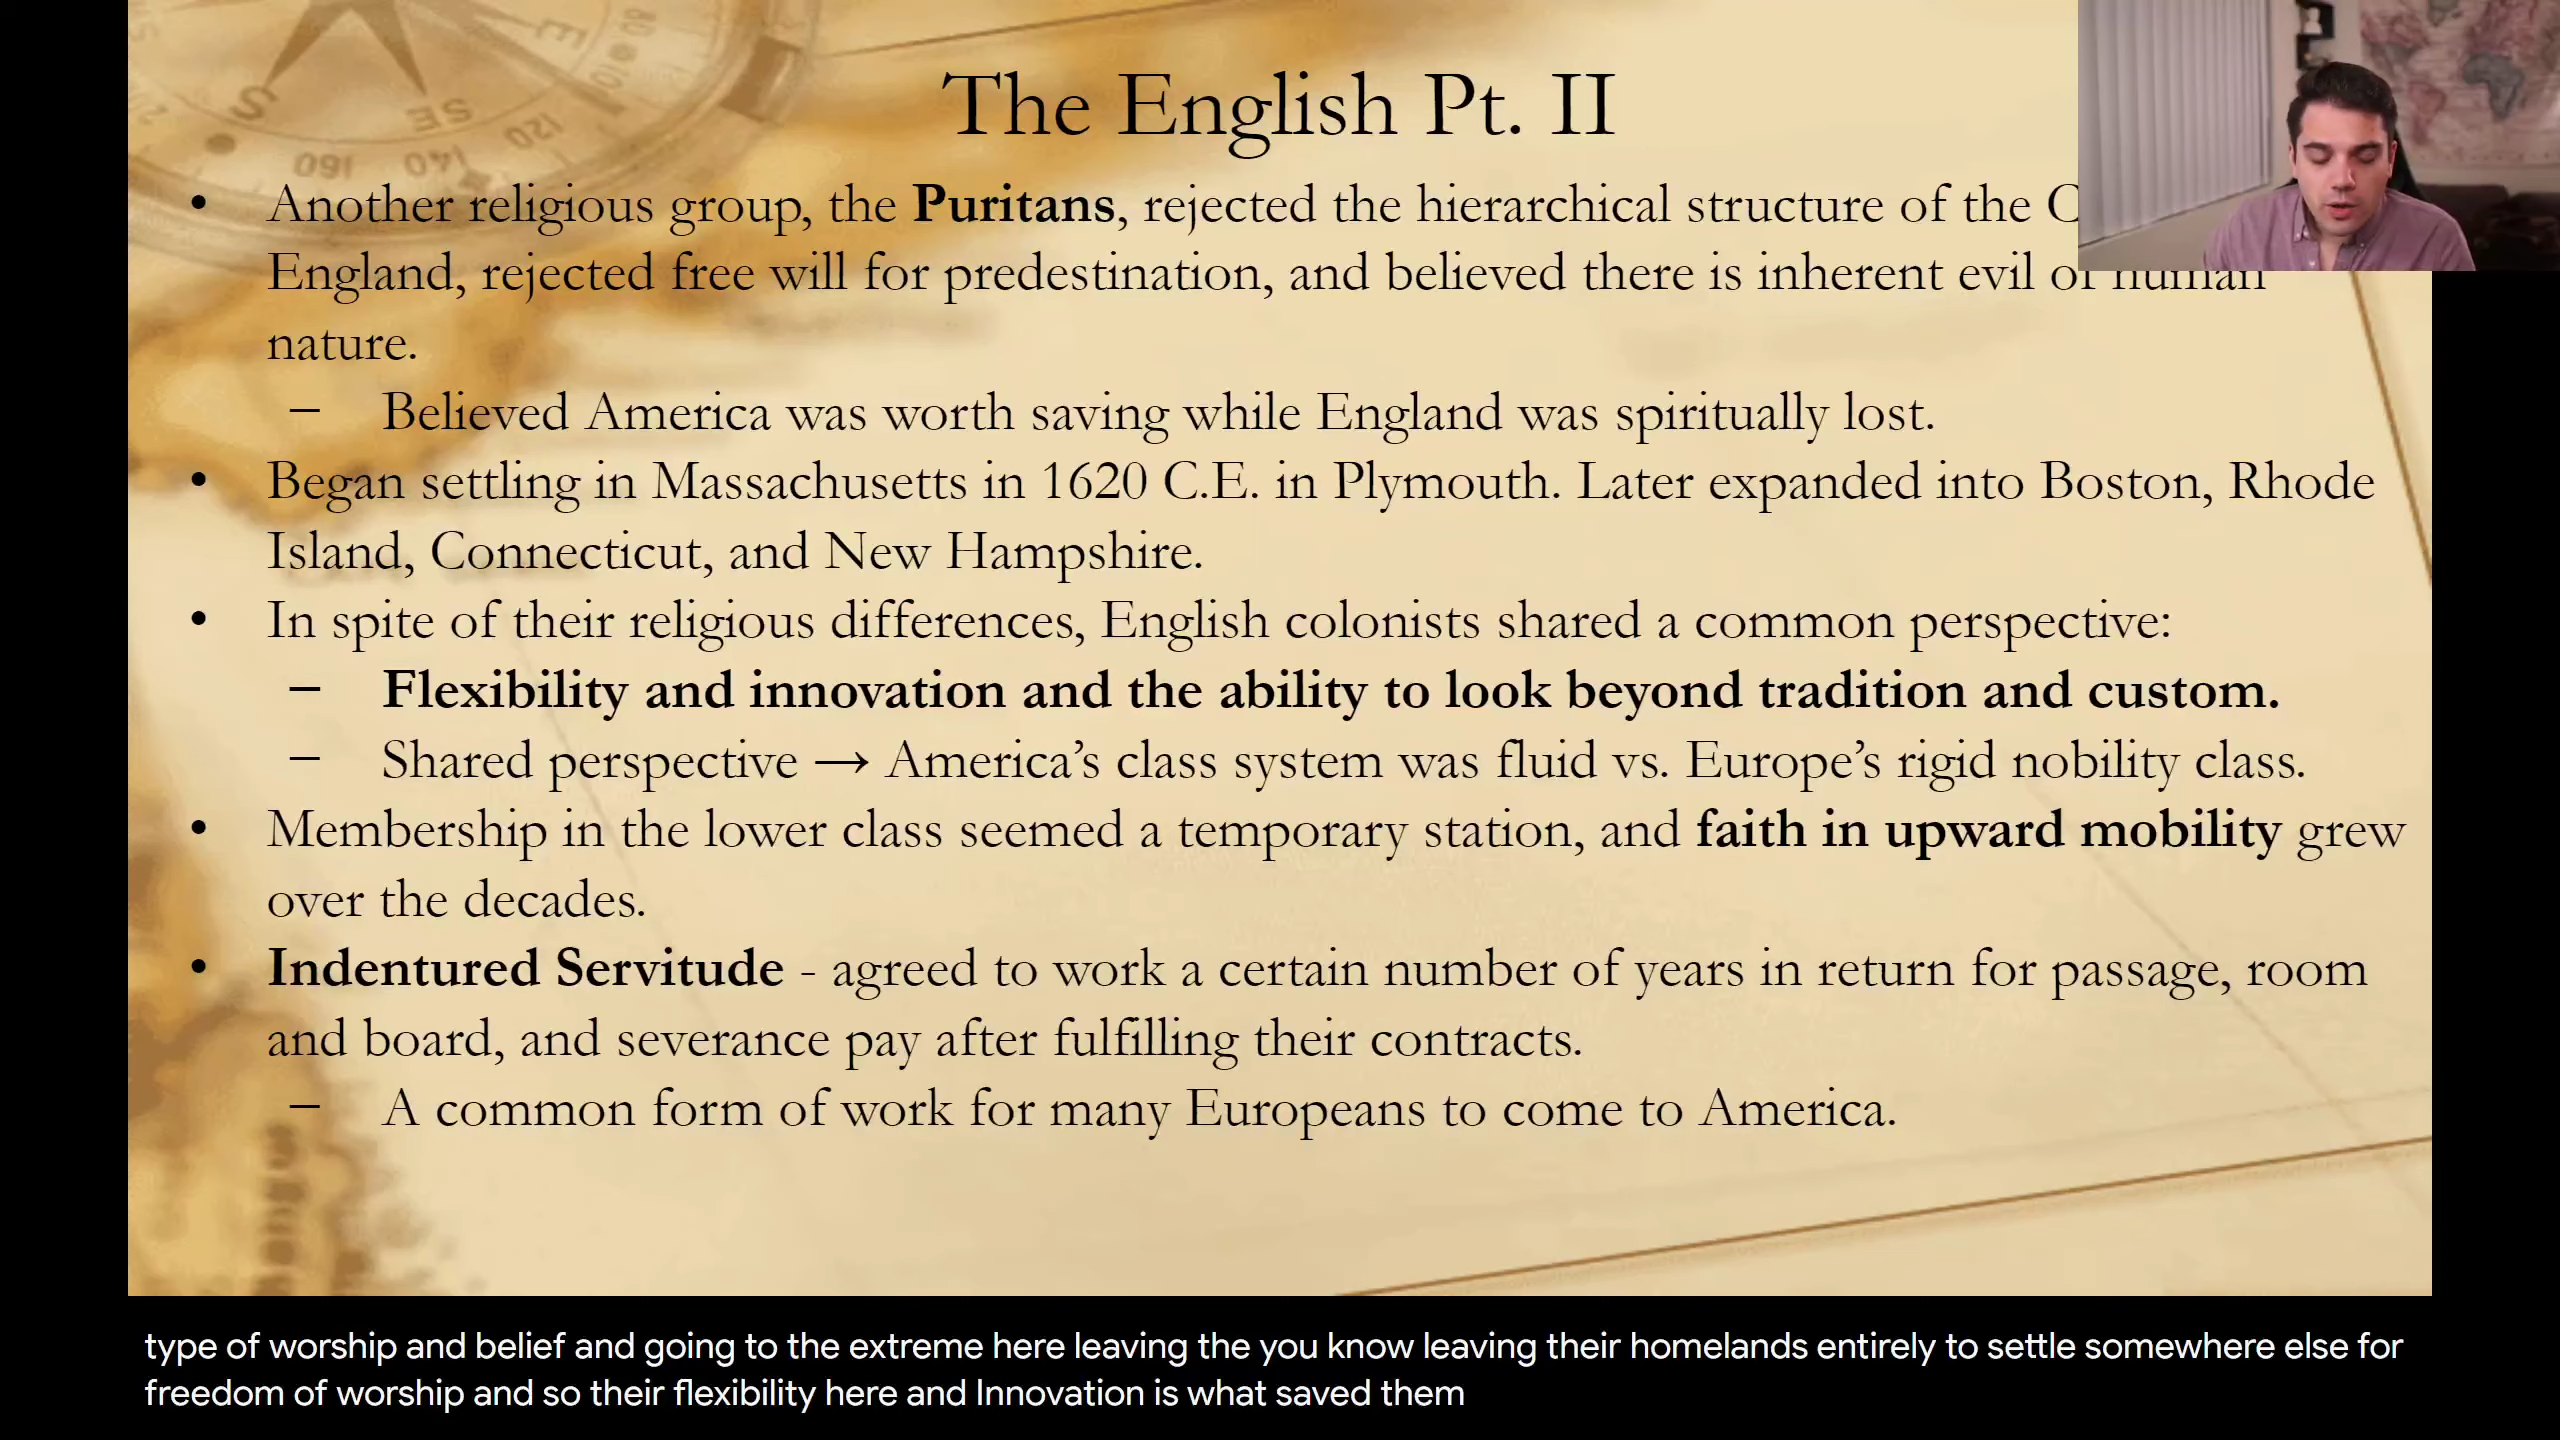 The English Pt. II
• Another religious group, the Puritans, rejected the hierarchical structure of the
England, rejected free will for predestination, and believed there is inherent evil of human
nature.
– Believed America was worth saving while England was spiritually lost.
• Began settling in Massachusetts in 1620 C.E. in Plymouth. Later expanded into Boston, Rhode
Island, Connecticut, and New Hampshire.
• In spite of their religious differences, English colonists shared a common perspective:
– Flexibility and innovation and the ability to look beyond tradition and custom.
– Shared perspective → America’s class system was fluid vs. Europe’s rigid nobility class.
• Membership in the lower class seemed a temporary station, and faith in upward mobility grew
over the decades.
• Indentured Servitude - agreed to work a certain number of years in return for passage, room
and board, and severance pay after fulfilling their contracts.
– A common form of work for many Europeans to come to America.
S
SE
E
160
140
120
type of worship and belief and going to the extreme here leaving the you know leaving their homelands entirely to settle somewhere else for
freedom of worship and so their flexibility here and Innovation is what saved them